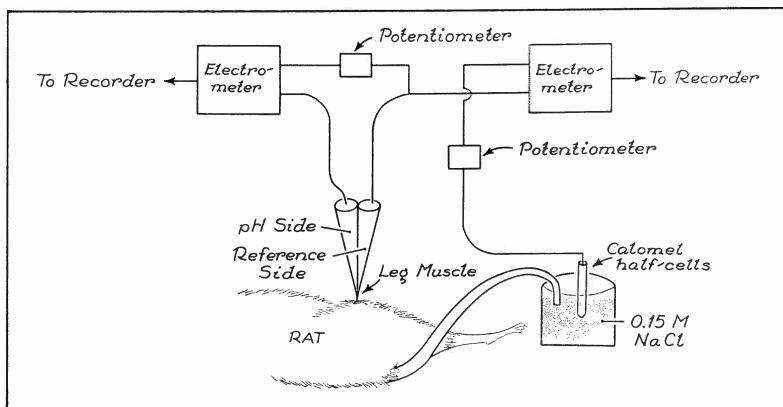 Potentiometer
To Recorder
Electro-
meter
Electro-
meter
To Recorder
Potentiometer
pH Side
Reference
Side
Leg Muscle
Calomel
half-cells
RAT
0.15 M
NaCl